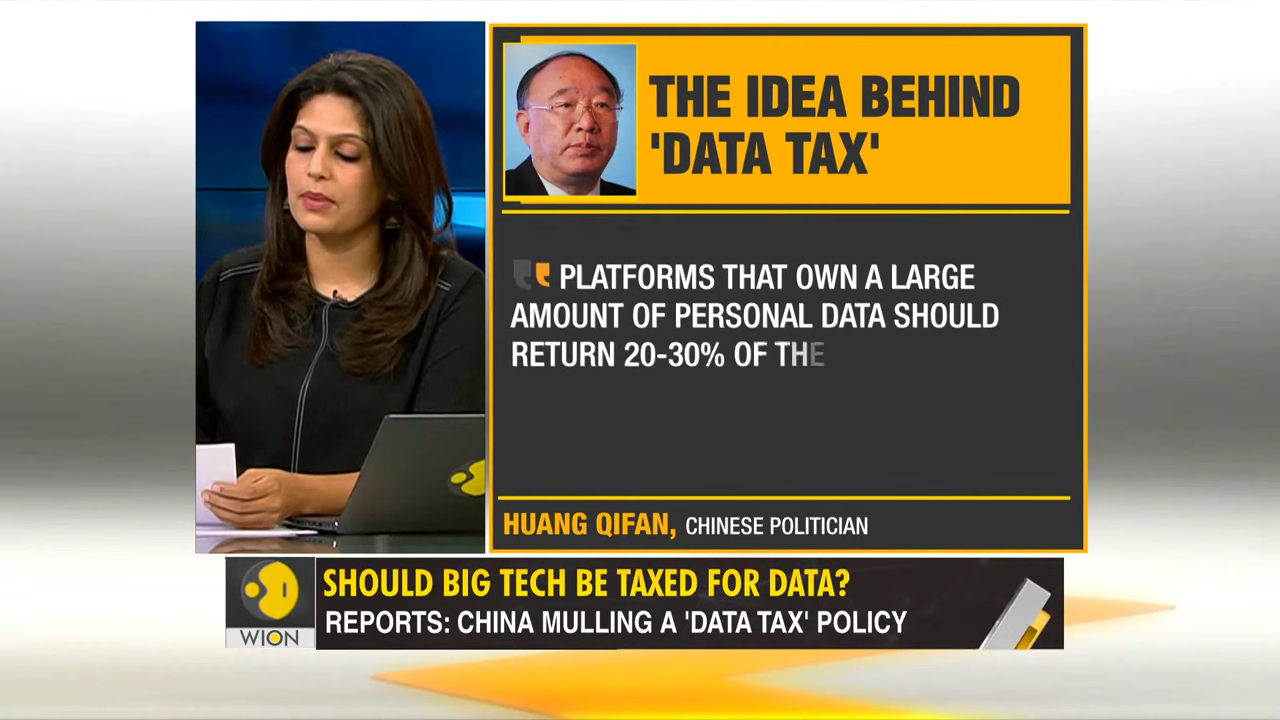 THE IDEA BEHIND
'DATA TAX'
PLATFORMS THAT OWN A LARGE
AMOUNT OF PERSONAL DATA SHOULD
RETURN 20-30% OF THE
HUANG QIFAN, CHINESE POLITICIAN
SHOULD BIG TECH BE TAXED FOR DATA?
REPORTS: CHINA MULLING A 'DATA TAX' POLICY
WION